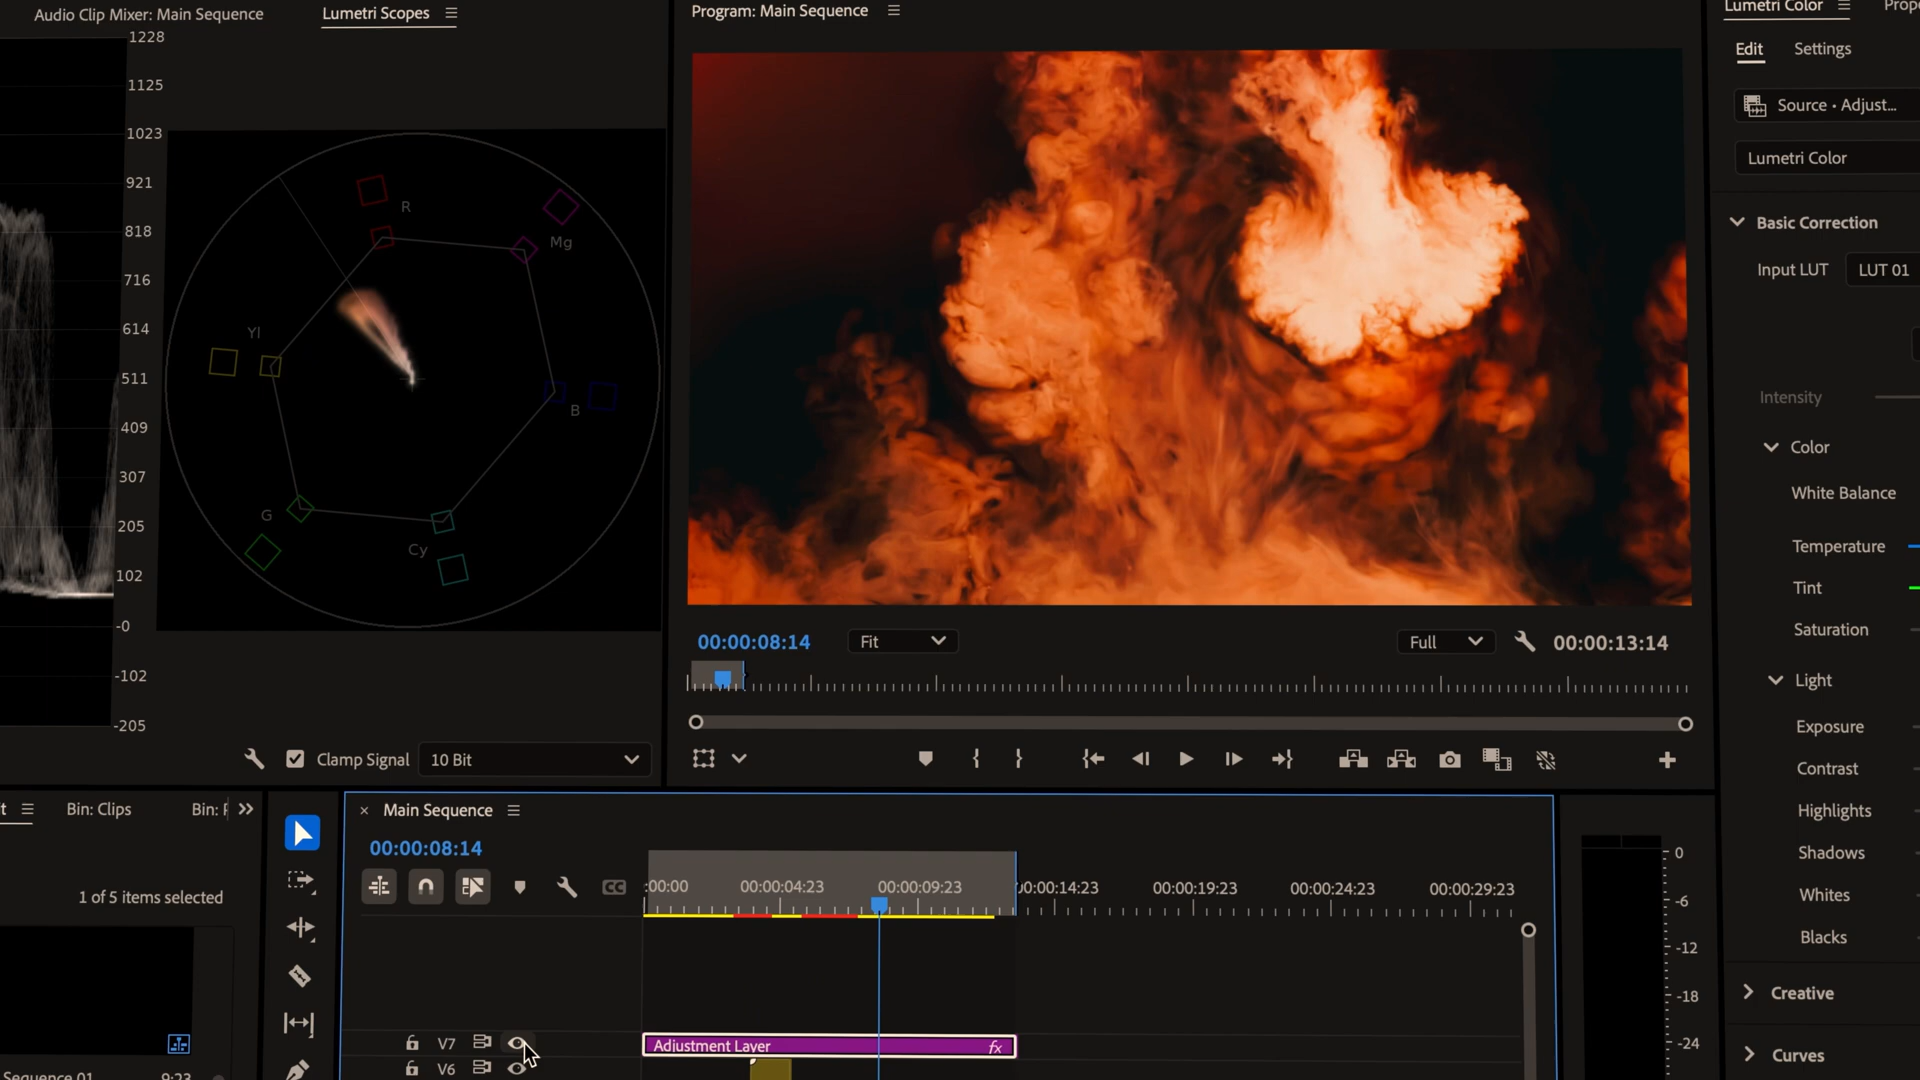 Audio Clip Mixer: Main Sequence
Lumetri Scopes
1228
1125
1023
921
818
716
614
511
409
307
205
102
-0
-102
-205
R
Mg
Yl
B
G
Cy
Clamp Signal
10 Bit
Program: Main Sequence
00:00:08:14
Fit
Full
00:00:13:14
Lumetri Color
Edit
Settings
Source • Adjust...
Lumetri Color
Basic Correction
Input LUT
LUT 01
Intensity
Color
White Balance
Temperature
Tint
Saturation
Light
Exposure
Contrast
Highlights
Shadows
Whites
Blacks
Creative
Curves
Bin: Clips
Bin:
1 of 5 items selected
Sequence 01
9:23
Main Sequence
00:00:08:14
CC
:00:00
00:00:04:23
00:00:09:23
00:00:14:23
00:00:19:23
00:00:24:23
00:00:29:23
V7
Adjustment Layer
fx
V6
0
-6
-12
-18
-24